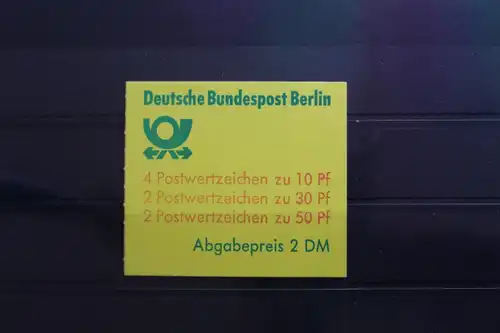 Deutsche Bundespost Berlin
4 Postwertzeichen zu 10 Pf
2 Postwertzeichen zu 30 Pf
2 Postwertzeichen zu 50 Pf
Abgabepreis 2 DM